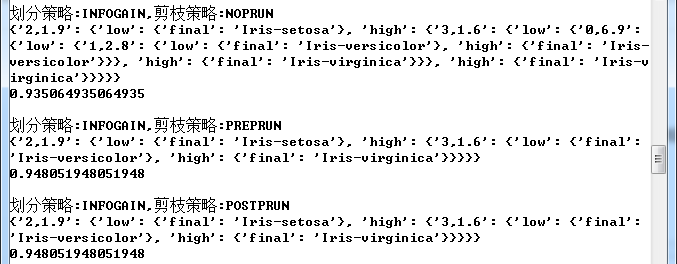 划分策略:INFOGAIN,剪枝策略:NOPRUN
{'2,1.9': {'low': {'final': 'Iris-setosa'}, 'high': {'3,1.6': {'low': {'0,6.9':
{'low': {'1,2.8': {'low': {'final': 'Iris-versicolor'}, 'high': {'final': 'Iris-
versicolor'}}}, 'high': {'final': 'Iris-virginica'}}}, 'high': {'final': 'Iris-v
irginica'}}}}}
0.935064935064935
划分策略:INFOGAIN,剪枝策略:PREPRUN
{'2,1.9': {'low': {'final': 'Iris-setosa'}, 'high': {'3,1.6': {'low': {'final':
'Iris-versicolor'}, 'high': {'final': 'Iris-virginica'}}}}}
0.948051948051948
划分策略:INFOGAIN,剪枝策略:POSTPRUN
{'2,1.9': {'low': {'final': 'Iris-setosa'}, 'high': {'3,1.6': {'low': {'final':
'Iris-versicolor'}, 'high': {'final': 'Iris-virginica'}}}}}
0.948051948051948